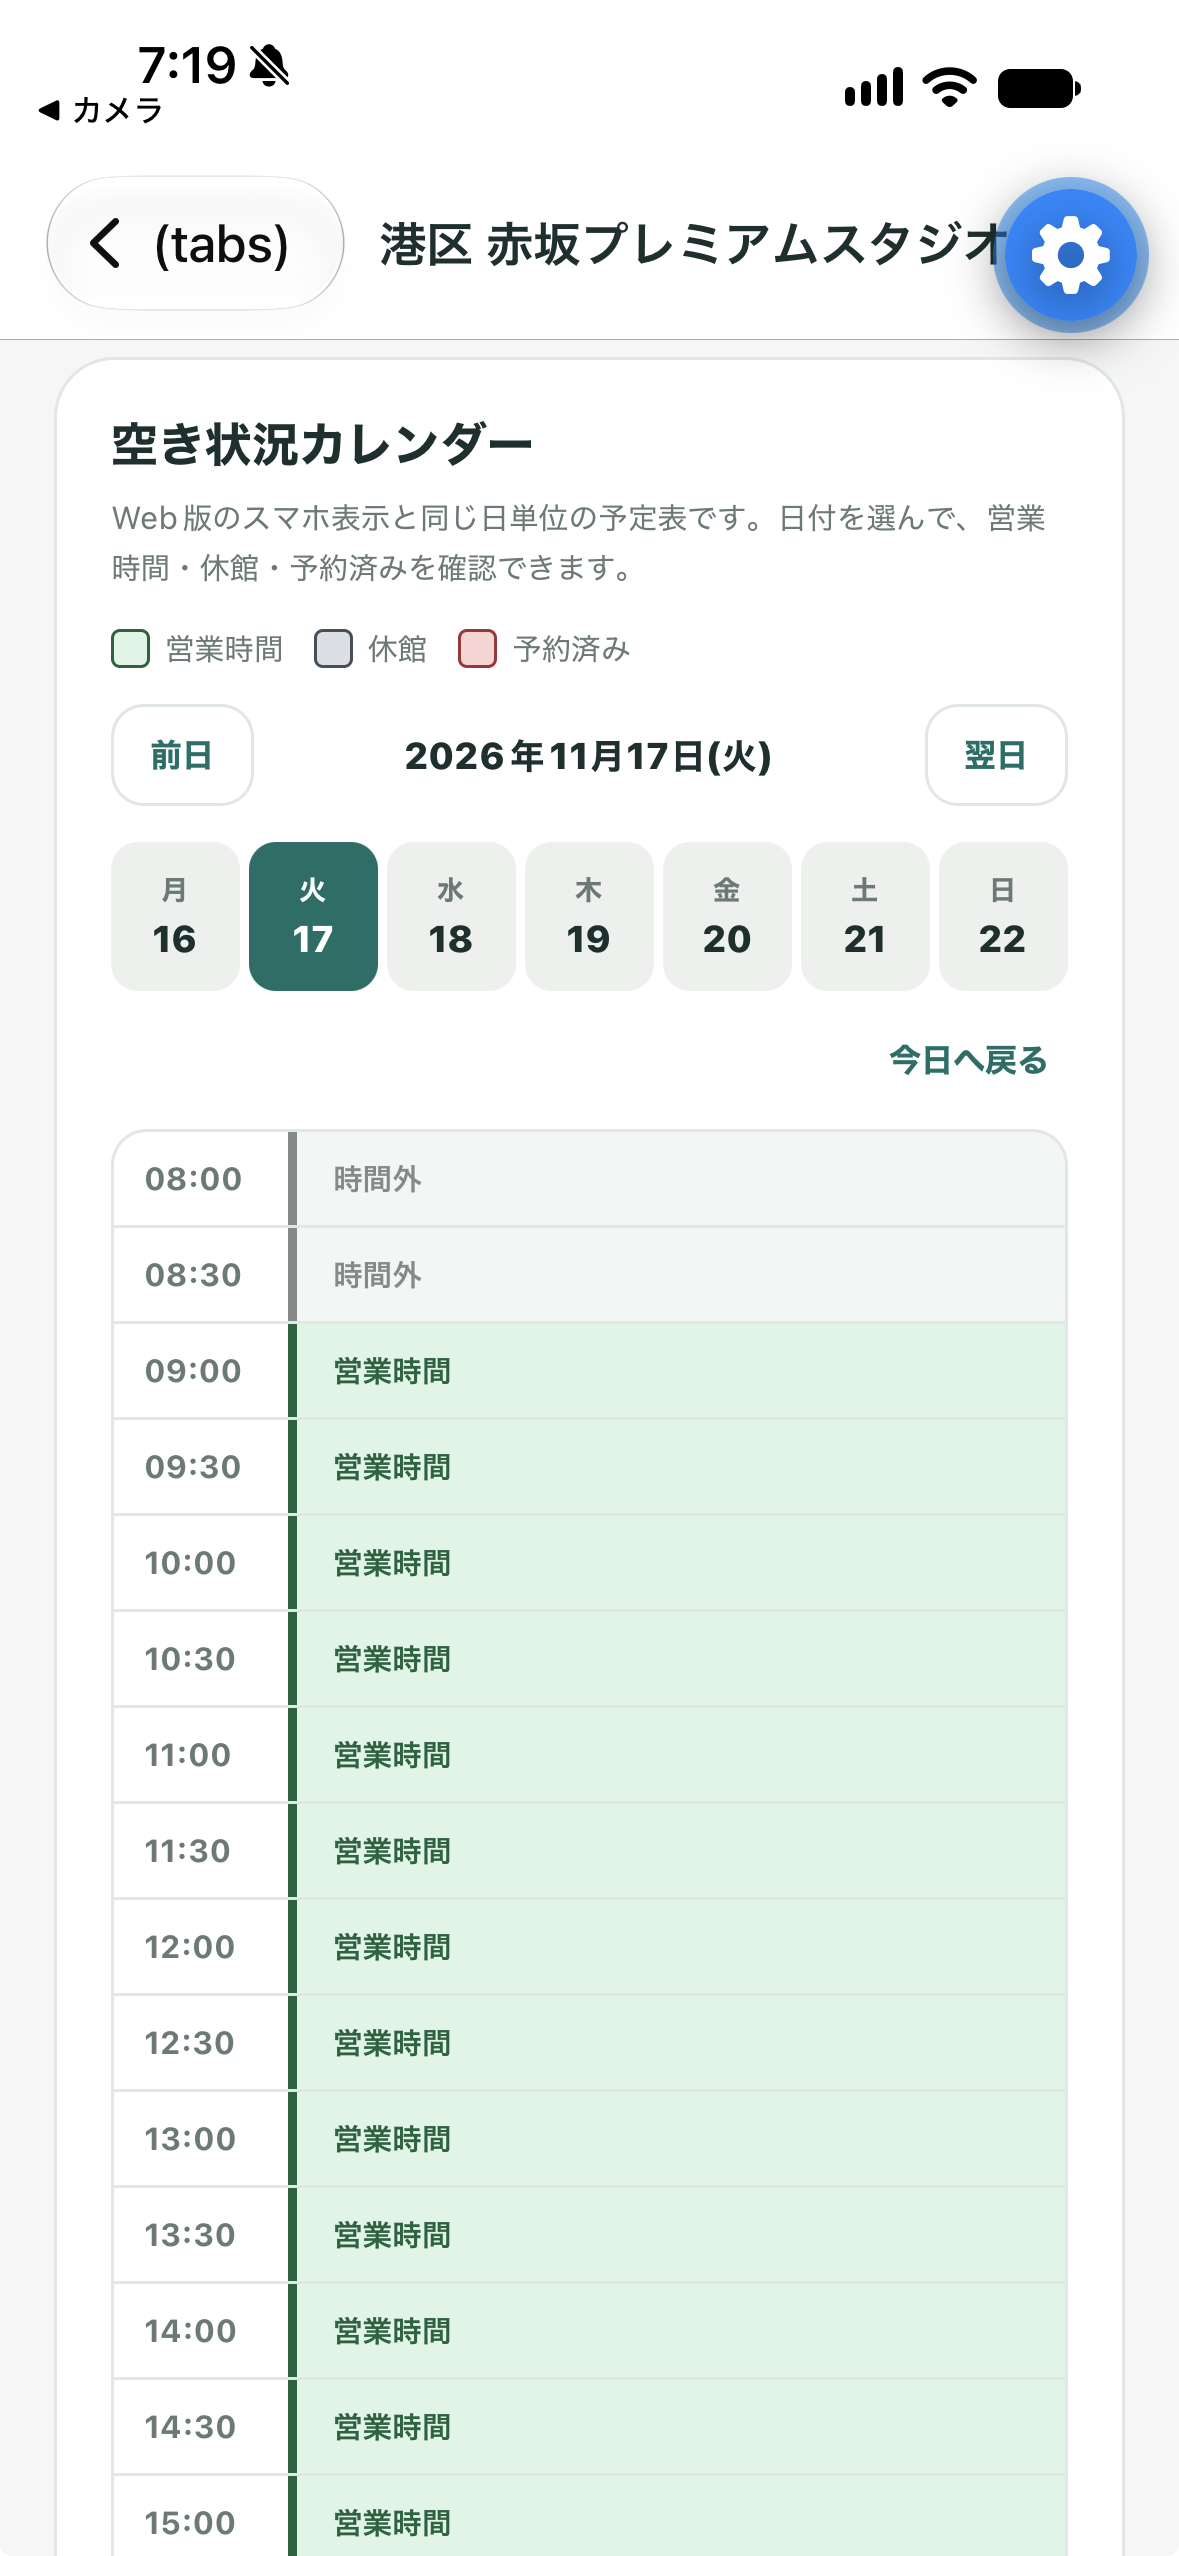 7:19
◀ カメラ
(tabs)
港区 赤坂プレミアムスタジオ
空き状況カレンダー
Web版のスマホ表示と同じ日単位の予定表です。日付を選んで、営業
時間・休館・予約済みを確認できます。
営業時間 休館 予約済み
前日 2026年11月17日(火) 翌日
月 火 水 木 金 土 日
16 17 18 19 20 21 22
今日へ戻る
08:00 時間外
08:30 時間外
09:00 営業時間
09:30 営業時間
10:00 営業時間
10:30 営業時間
11:00 営業時間
11:30 営業時間
12:00 営業時間
12:30 営業時間
13:00 営業時間
13:30 営業時間
14:00 営業時間
14:30 営業時間
15:00 営業時間